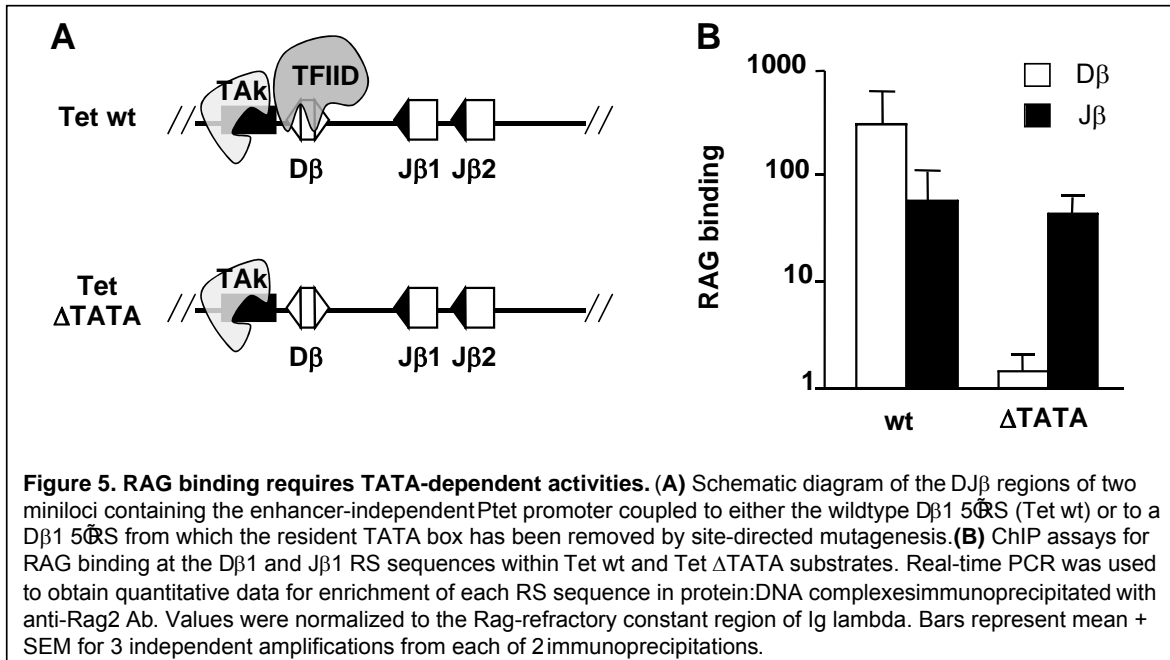 A
B
TAk
TFIID
Tet wt
//
//
Dβ
Jβ1
Jβ2
Tet
ΔTATA
TAk
//
//
Dβ
Jβ1
Jβ2
RAG binding
1000
100
10
1
Dβ
Jβ
wt
ΔTATA
Figure 5. RAG binding requires TATA-dependent activities. (A) Schematic diagram of the DJβ regions of two
miniloci containing the enhancer-independent Ptet promoter coupled to either the wildtype Dβ1 5R̃S (Tet wt) or to a
Dβ1 5R̃S from which the resident TATA box has been removed by site-directed mutagenesis.(B) ChIP assays for
RAG binding at the Dβ1 and Jβ1 RS sequences within Tet wt and Tet ΔTATA substrates. Real-time PCR was used
to obtain quantitative data for enrichment of each RS sequence in protein:DNA complexesimmunoprecipitated with
anti-Rag2 Ab. Values were normalized to the Rag-refractory constant region of Ig lambda. Bars represent mean +
SEM for 3 independent amplifications from each of 2 immunoprecipitations.